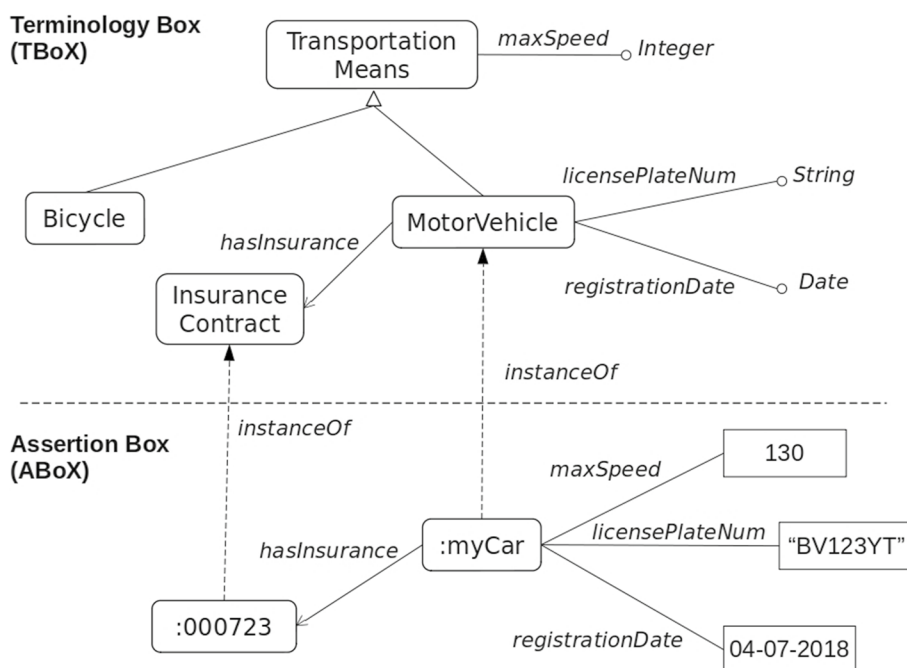 Terminology Box
(TBoX)
Transportation
Means
maxSpeed
Integer
Bicycle
MotorVehicle
licensePlateNum
String
hasInsurance
registrationDate
Date
Insurance
Contract
instanceOf
instanceOf
Assertion Box
(ABoX)
maxSpeed
130
:myCar
licensePlateNum
“BV123YT”
hasInsurance
:000723
registrationDate
04-07-2018